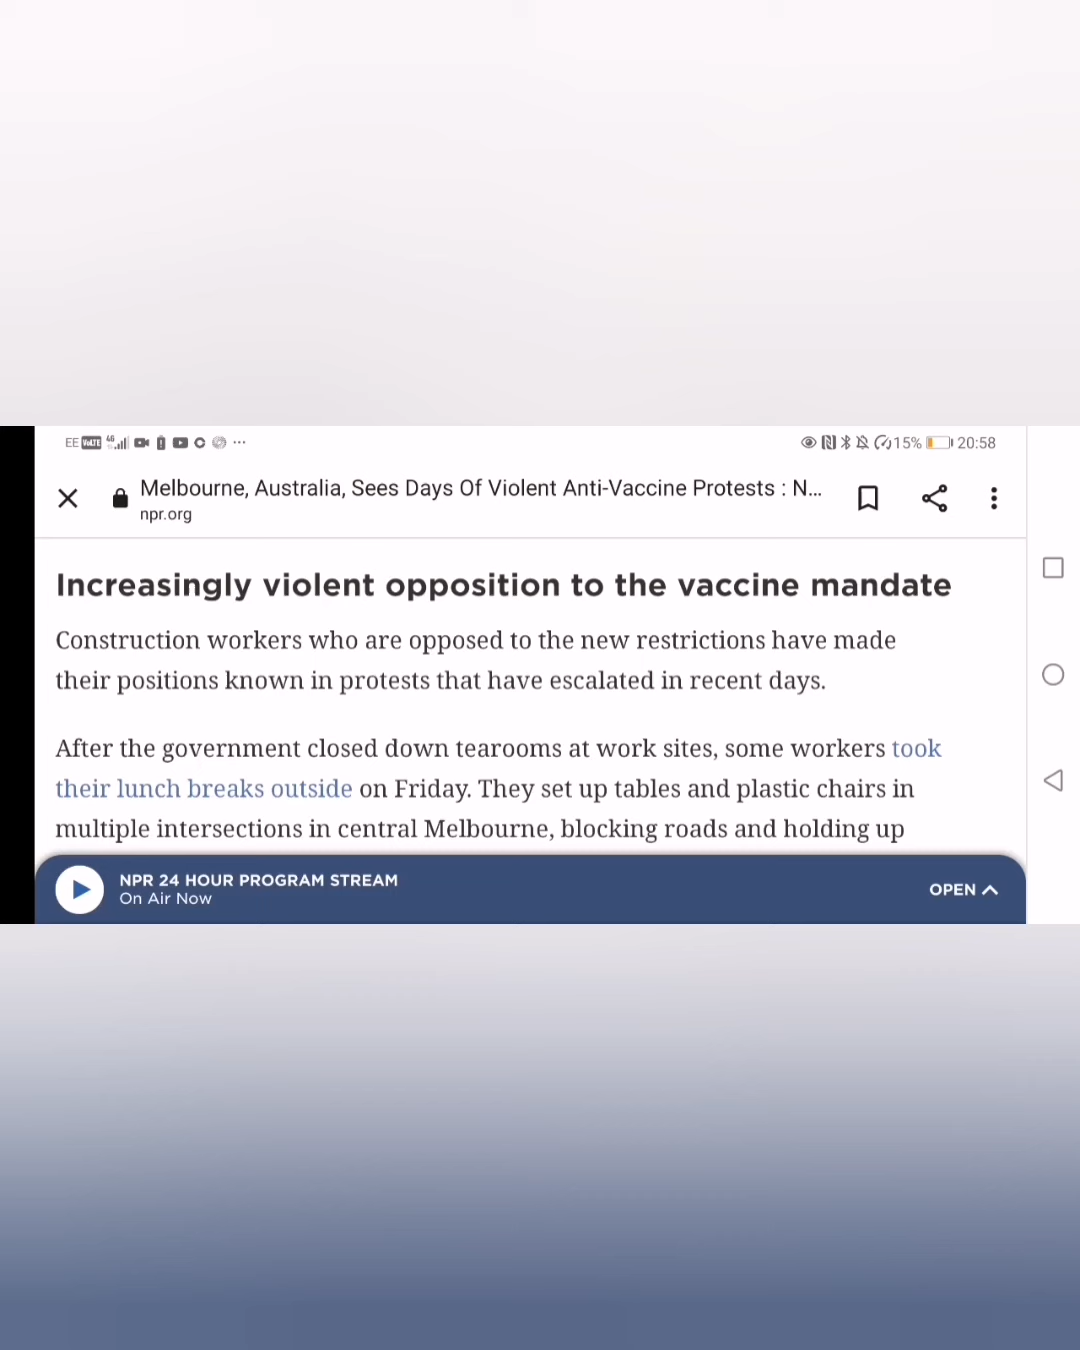 EE VoLTE 4G 15% 20:58
Melbourne, Australia, Sees Days Of Violent Anti-Vaccine Protests : N...
npr.org
Increasingly violent opposition to the vaccine mandate
Construction workers who are opposed to the new restrictions have made
their positions known in protests that have escalated in recent days.
After the government closed down tearooms at work sites, some workers took
their lunch breaks outside on Friday. They set up tables and plastic chairs in
multiple intersections in central Melbourne, blocking roads and holding up
NPR 24 HOUR PROGRAM STREAM
On Air Now
OPEN